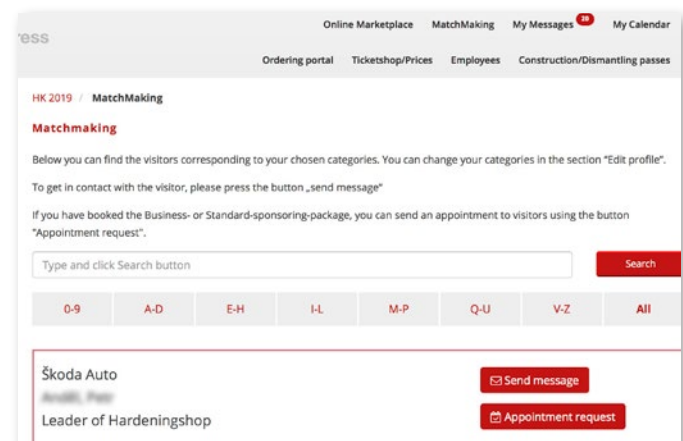 Online Marketplace MatchMaking My Messages 20 My Calendar
ess
Ordering portal Ticketshop/Prices Employees Construction/Dismantling passes
HK 2019 / MatchMaking
Matchmaking
Below you can find the visitors corresponding to your chosen categories. You can change your categories in the section “Edit profile”.
To get in contact with the visitor, please press the button „send message“
If you have booked the Business- or Standard-sponsoring-package, you can send an appointment to visitors using the button
"Appointment request".
Type and click Search button Search
0-9 A-D E-H I-L M-P Q-U V-Z All
Škoda Auto
Send message
Leader of Hardeningshop
Appointment request